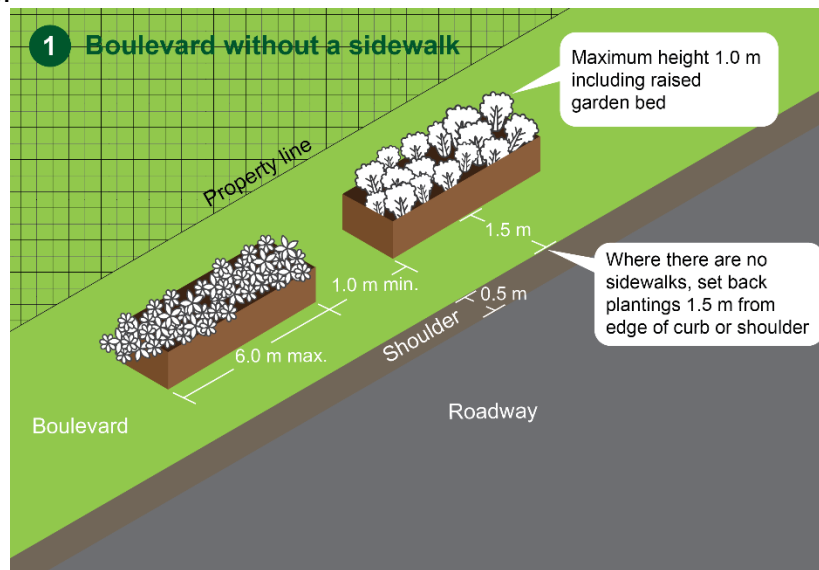 1 Boulevard without a sidewalk
Maximum height 1.0 m
including raised
garden bed
Property line
1.5 m
Where there are no
sidewalks, set back
plantings 1.5 m from
edge of curb or shoulder
1.0 m min.
0.5 m
Shoulder
6.0 m max.
Roadway
Boulevard